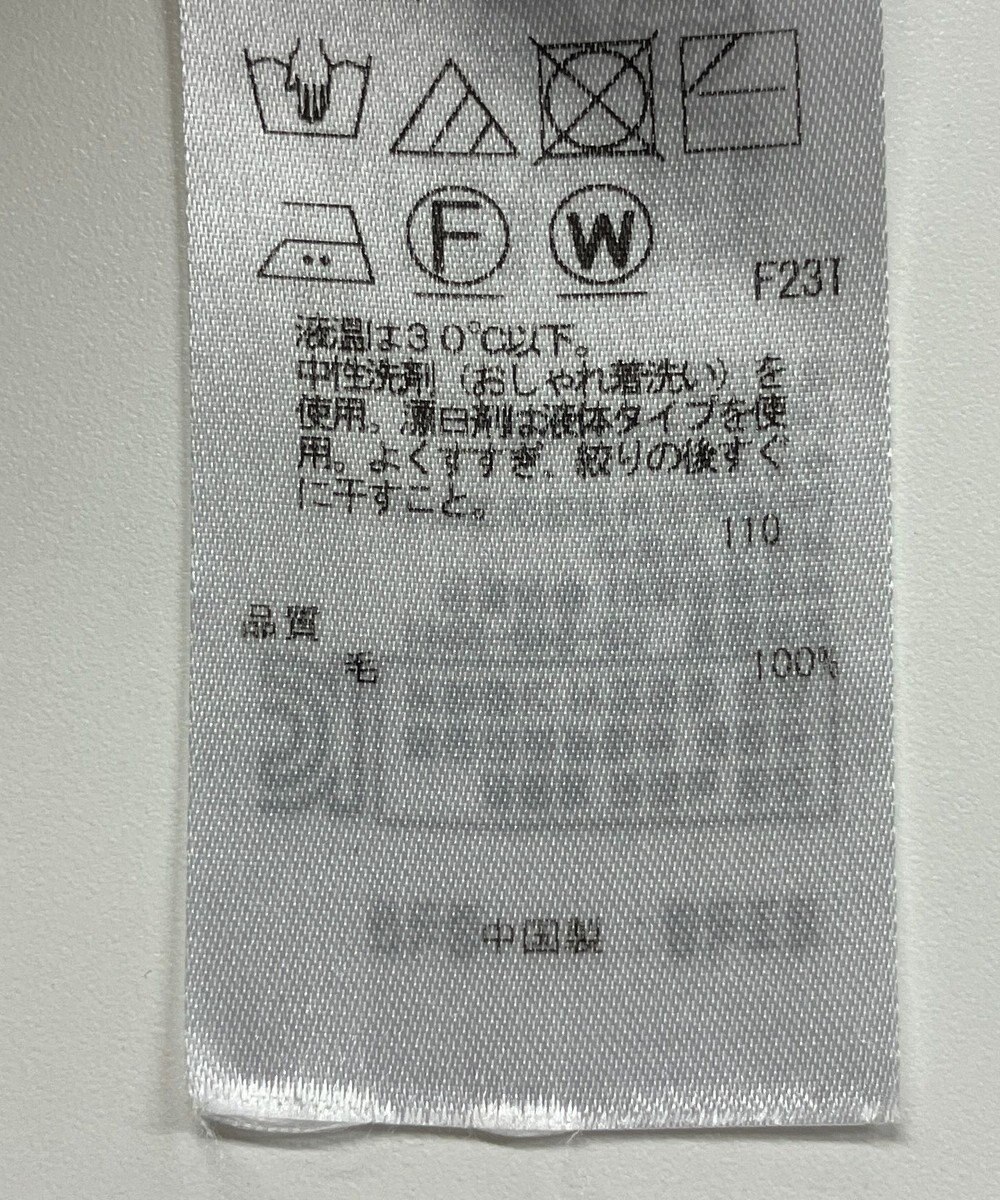 F
W
F23T
液温は30℃以下。
中性洗剤（おしゃれ着洗い）を
使用。漂白剤は液体タイプを使
用。よくすすぎ、絞りの後すぐ
に干すこと。
110
品質
毛 100%
中国製